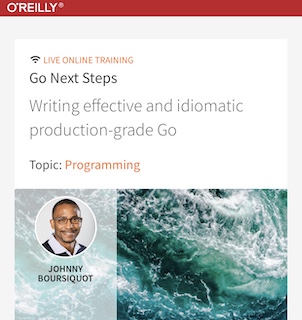 O'REILLY®
LIVE ONLINE TRAINING
Go Next Steps
Writing effective and idiomatic
production-grade Go
Topic: Programming
JOHNNY
BOURSIQUOT